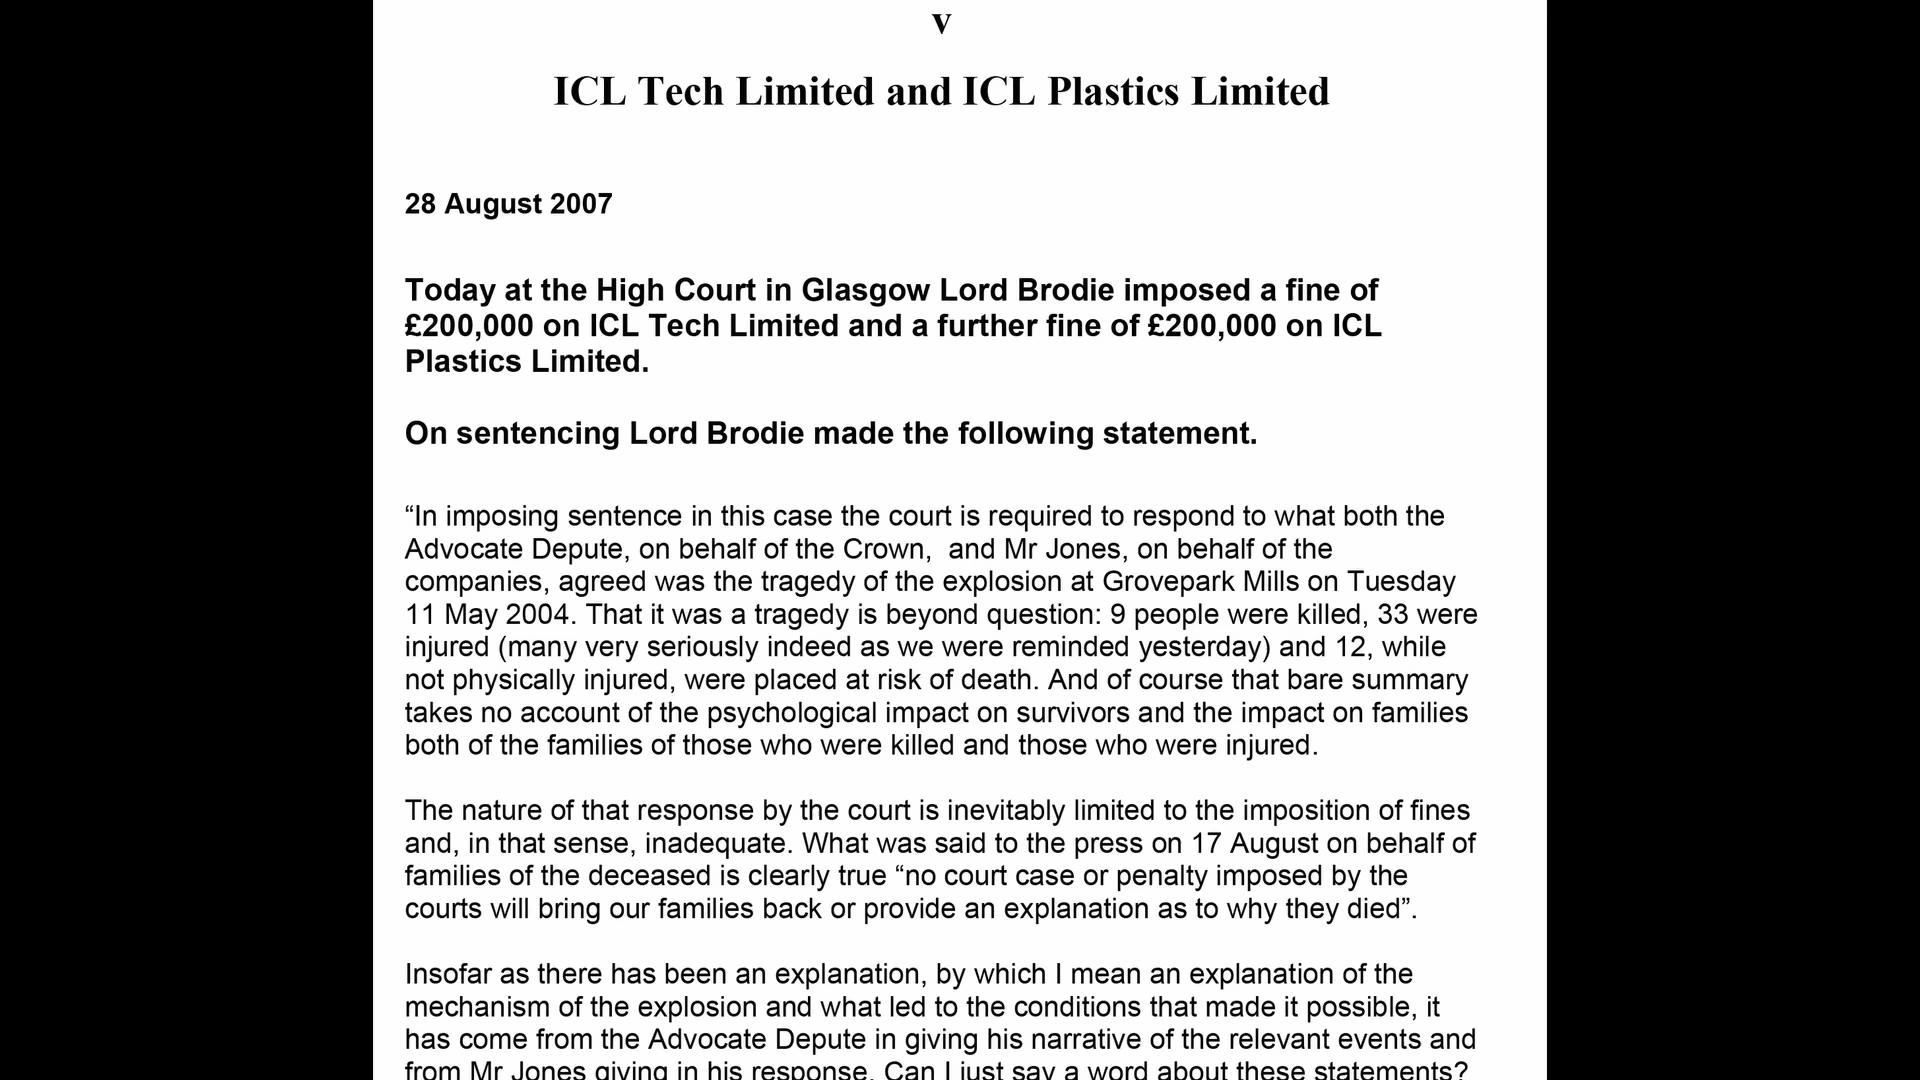 v
ICL Tech Limited and ICL Plastics Limited
28 August 2007
Today at the High Court in Glasgow Lord Brodie imposed a fine of
£200,000 on ICL Tech Limited and a further fine of £200,000 on ICL
Plastics Limited.
On sentencing Lord Brodie made the following statement.
“In imposing sentence in this case the court is required to respond to what both the
Advocate Depute, on behalf of the Crown,  and Mr Jones, on behalf of the
companies, agreed was the tragedy of the explosion at Grovepark Mills on Tuesday
11 May 2004. That it was a tragedy is beyond question: 9 people were killed, 33 were
injured (many very seriously indeed as we were reminded yesterday) and 12, while
not physically injured, were placed at risk of death. And of course that bare summary
takes no account of the psychological impact on survivors and the impact on families
both of the families of those who were killed and those who were injured.
The nature of that response by the court is inevitably limited to the imposition of fines
and, in that sense, inadequate. What was said to the press on 17 August on behalf of
families of the deceased is clearly true “no court case or penalty imposed by the
courts will bring our families back or provide an explanation as to why they died”.
Insofar as there has been an explanation, by which I mean an explanation of the
mechanism of the explosion and what led to the conditions that made it possible, it
has come from the Advocate Depute in giving his narrative of the relevant events and
from Mr Jones giving in his response. Can I just say a word about these statements?